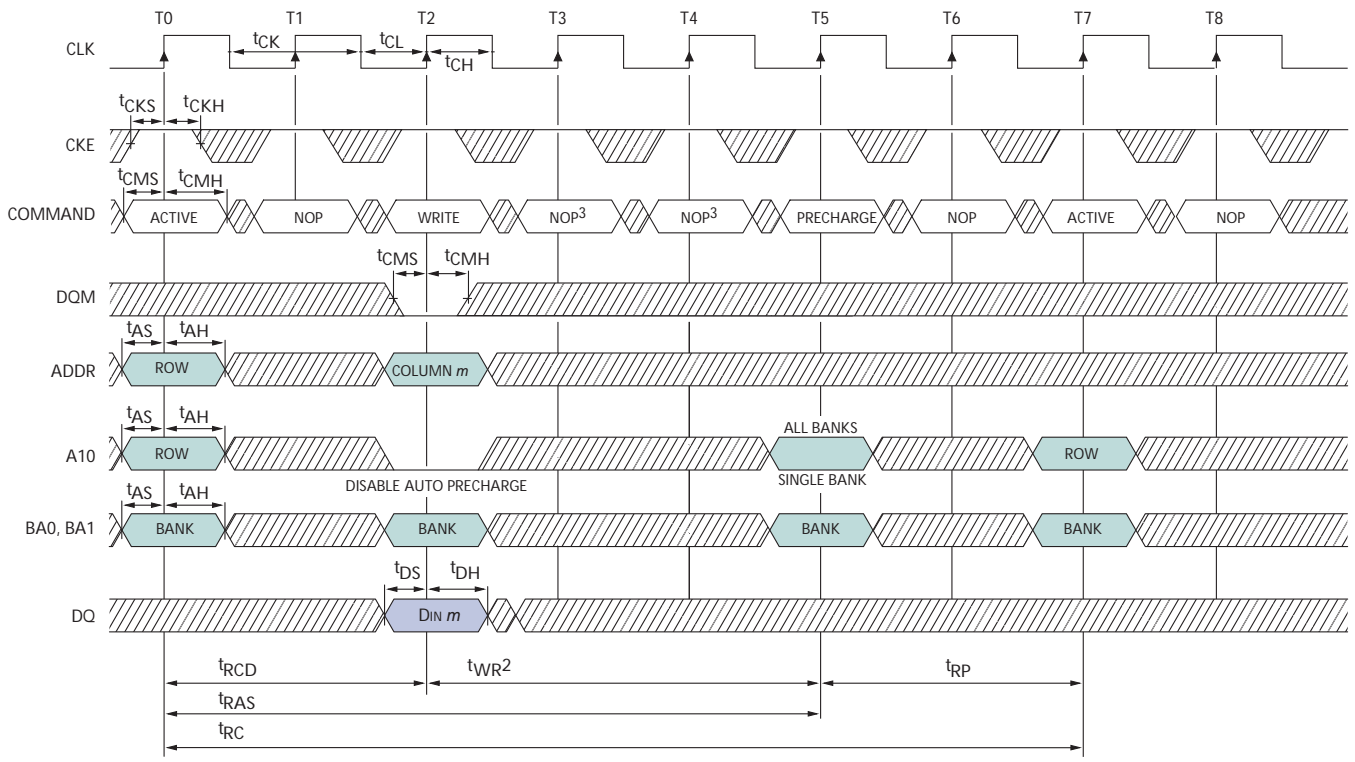 T0 T1 T2 T3 T4 T5 T6 T7 T8
CLK tCK tCL tCH
tCKS tCKH
CKE
tCMS tCMH
COMMAND ACTIVE NOP WRITE NOP3 NOP3 PRECHARGE NOP ACTIVE NOP
tCMS tCMH
DQM
tAS tAH
ADDR ROW COLUMN m
tAS tAH ALL BANKS
A10 ROW ROW
DISABLE AUTO PRECHARGE SINGLE BANK
tAS tAH
BA0, BA1 BANK BANK BANK BANK
tDS tDH
DQ DIN m
tRCD tWR2 tRP
tRAS
tRC